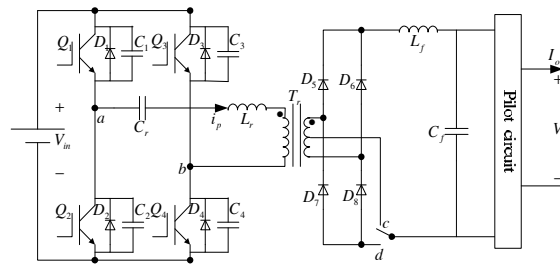 Q1 D1 C1 Q3 D3 C3
Lf
D5 D6
Tr
Io
+
+
a
Cr
ip
Lr
Vin
Cf
Pilot circuit
V
−
b
−
Q2 D2 C2 Q4 D4 C4
D7 D8
c
d